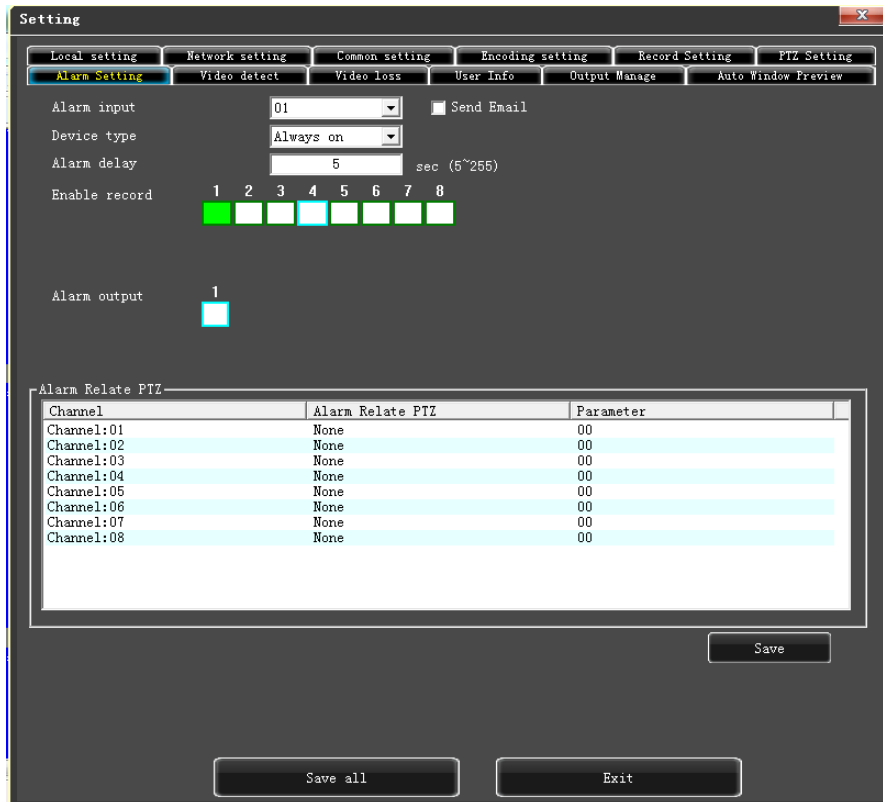 Setting
Local setting Network setting Common setting Encoding setting Record Setting PTZ Setting
Alarm Setting Video detect Video loss User Info Output Manage Auto Window Preview
Alarm input 01 Send Email
Device type Always on
Alarm delay 5 sec (5~255)
1 2 3 4 5 6 7 8
Enable record
1
Alarm output
Alarm Relate PTZ
Channel Alarm Relate PTZ Parameter
Channel:01 None 00
Channel:02 None 00
Channel:03 None 00
Channel:04 None 00
Channel:05 None 00
Channel:06 None 00
Channel:07 None 00
Channel:08 None 00
Save
Save all Exit